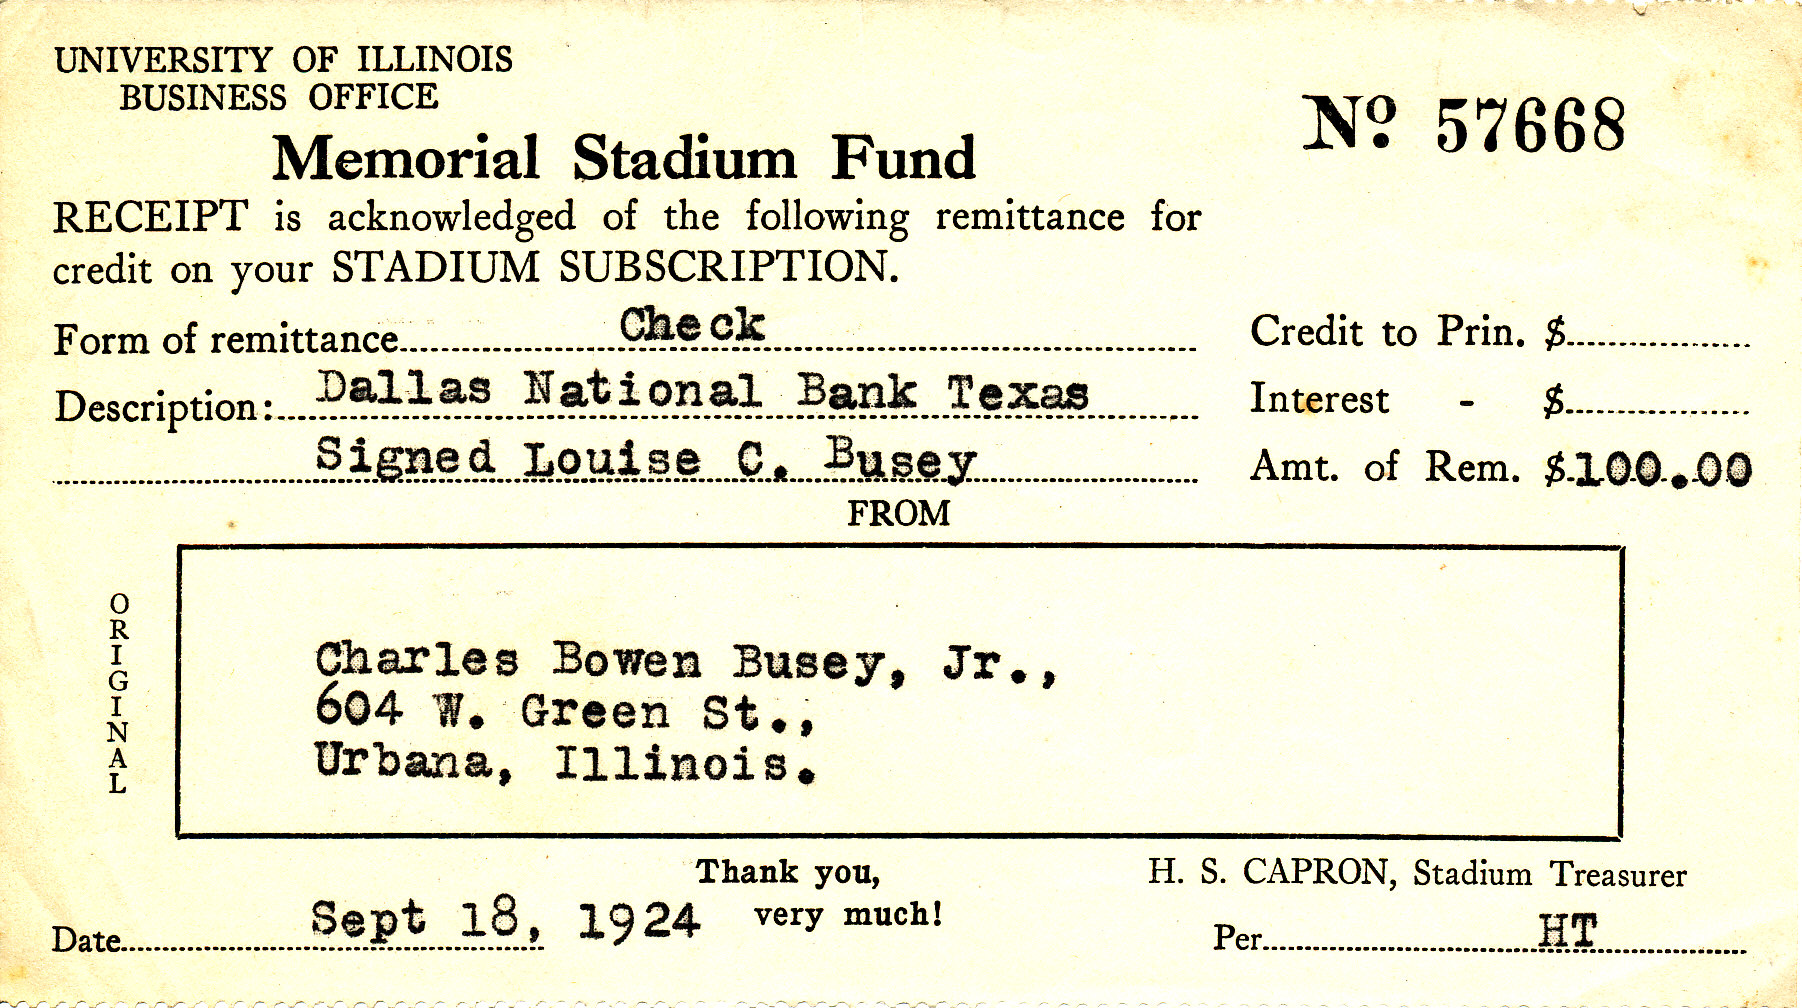 UNIVERSITY OF ILLINOIS
BUSINESS OFFICE
Nº 57668
Memorial Stadium Fund
RECEIPT is acknowledged of the following remittance for
credit on your STADIUM SUBSCRIPTION.
Form of remittance Check
Credit to Prin. $
Description: Dallas National Bank Texas
Interest - $
Signed Louise C. Busey
Amt. of Rem. $ 100.00
FROM
ORIGINAL
Charles Bowen Busey, Jr.,
604 W. Green St.,
Urbana, Illinois.
Thank you,
very much!
H. S. CAPRON, Stadium Treasurer
Date Sept 18, 1924
Per HT